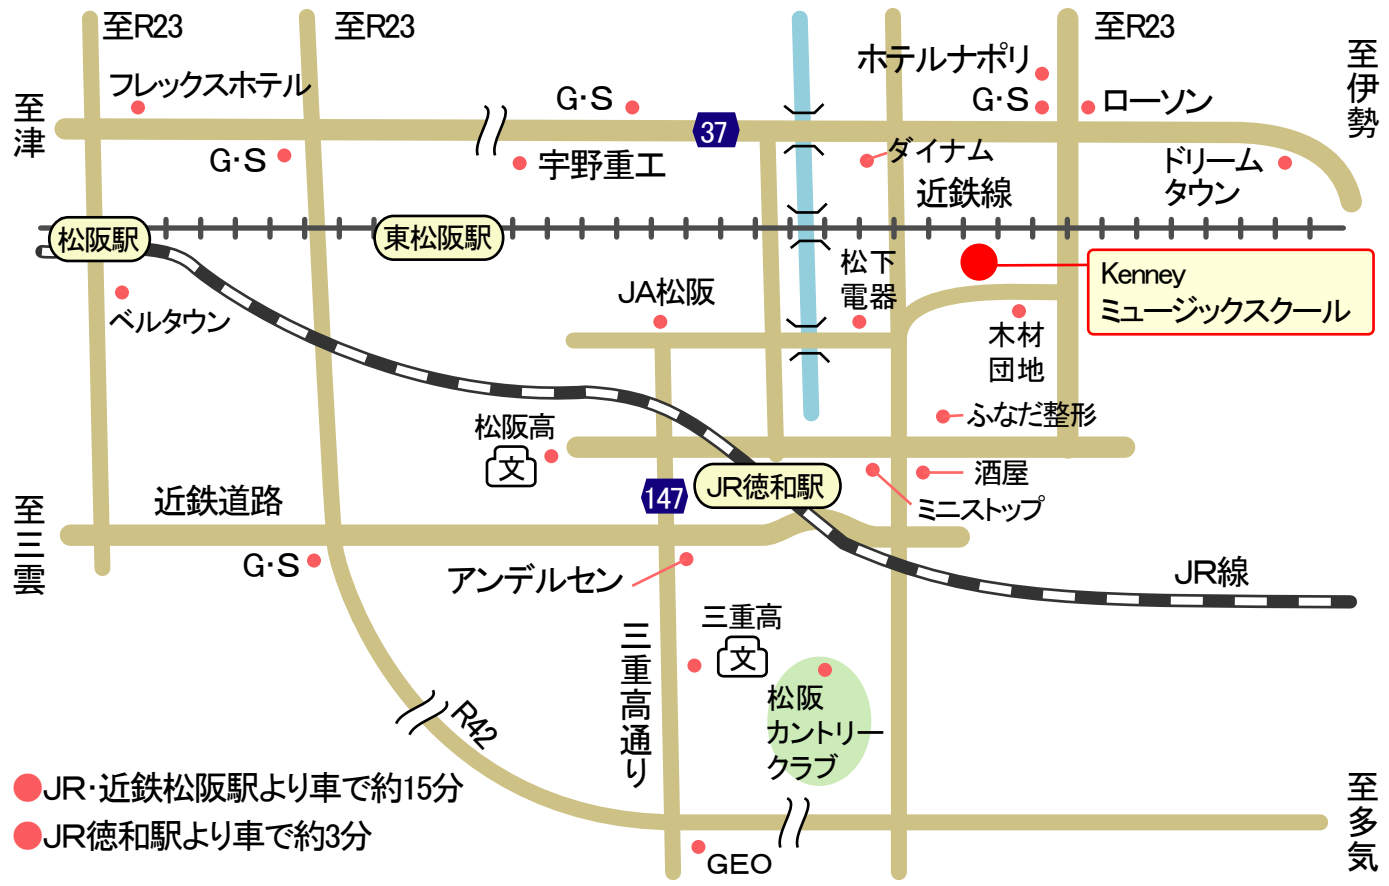 至R23
至R23
至R23
ホテルナポリ
至伊勢
フレックスホテル
至津
G・S
G・S
ローソン
37
G・S
宇野重工
ダイナム
ドリーム
タウン
近鉄線
松阪駅
東松阪駅
松下
電器
Kenney
ミュージックスクール
JA松阪
ベルタウン
木材
団地
ふなだ整形
松阪高
文
酒屋
JR徳和駅
147
ミニストップ
近鉄道路
至三雲
G・S
アンデルセン
JR線
三重高
文
三重高通り
松阪
カントリー
クラブ
R42
●JR・近鉄松阪駅より車で約15分
●JR徳和駅より車で約3分
至多気
GEO